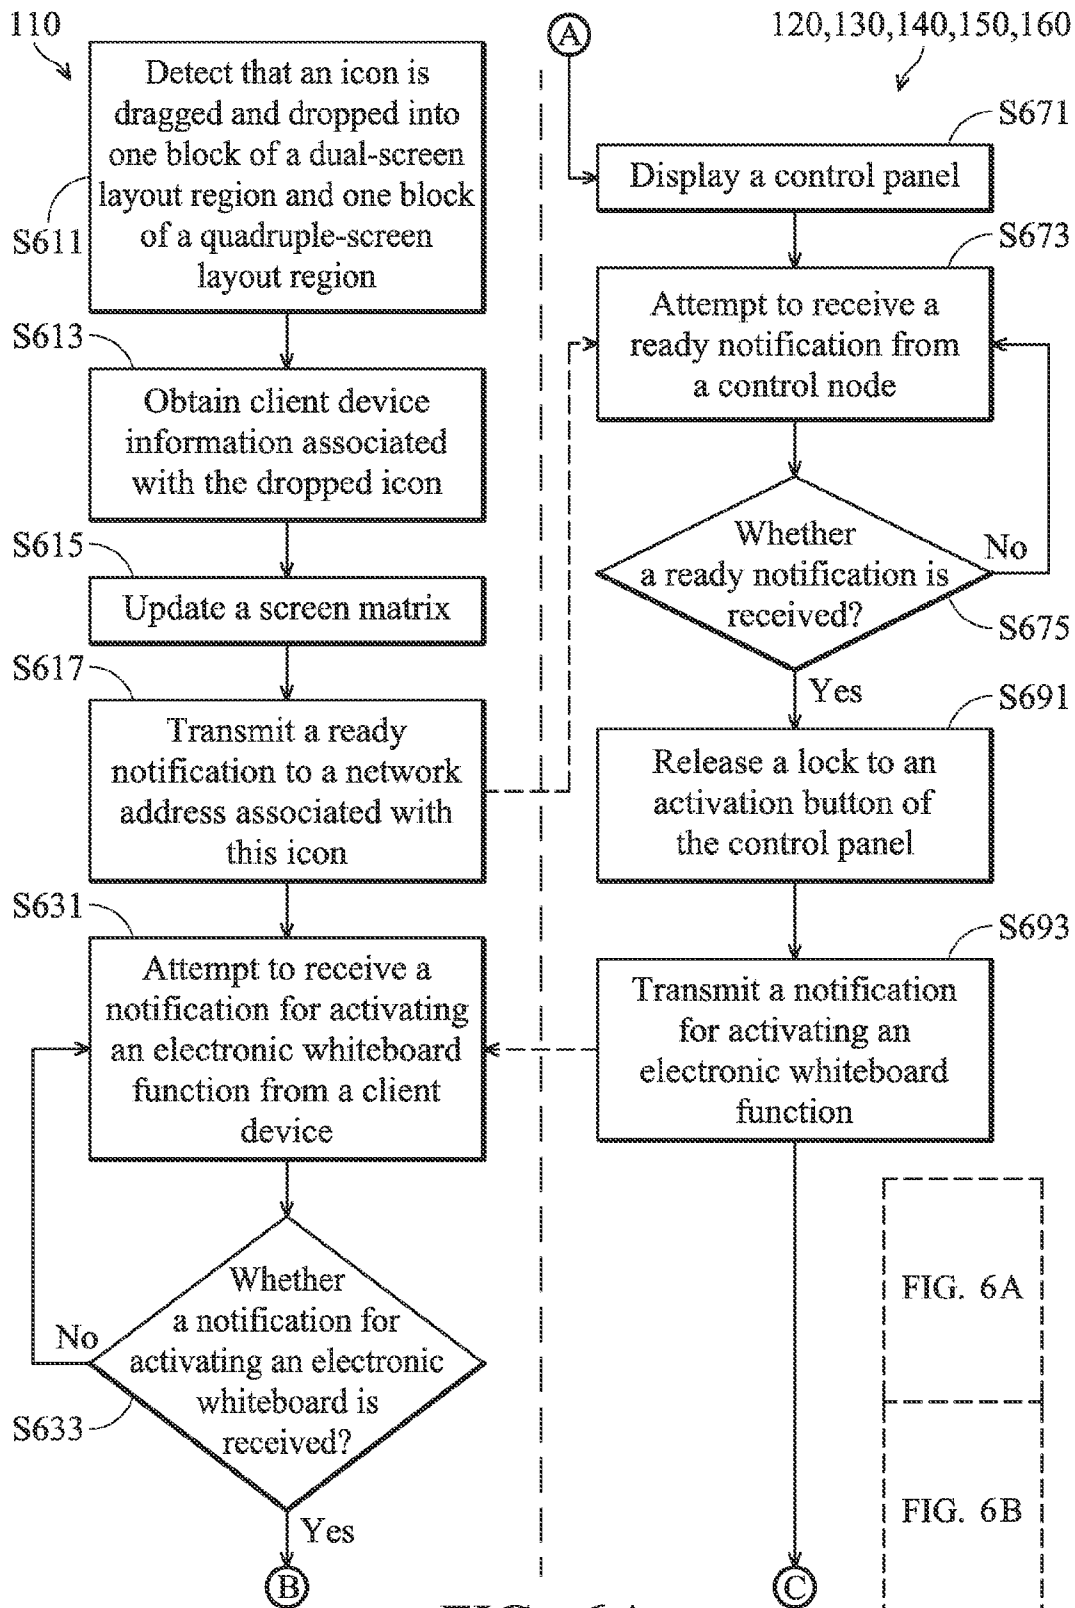 110
Detect that an icon is
dragged and dropped into
one block of a dual-screen
layout region and one block
of a quadruple-screen
layout region
S611
S613
Obtain client device
information associated
with the dropped icon
S615
Update a screen matrix
S617
Transmit a ready
notification to a network
address associated with
this icon
S631
Attempt to receive a
notification for activating
an electronic whiteboard
function from a client
device
Whether
a notification for
activating an electronic
whiteboard is
received?
No
S633
Yes
B
A
120,130,140,150,160
S671
Display a control panel
S673
Attempt to receive a
ready notification from
a control node
Whether
a ready notification is
received?
No
S675
Yes
S691
Release a lock to an
activation button of
the control panel
S693
Transmit a notification
for activating an
electronic whiteboard
function
C
FIG. 6A
FIG. 6B